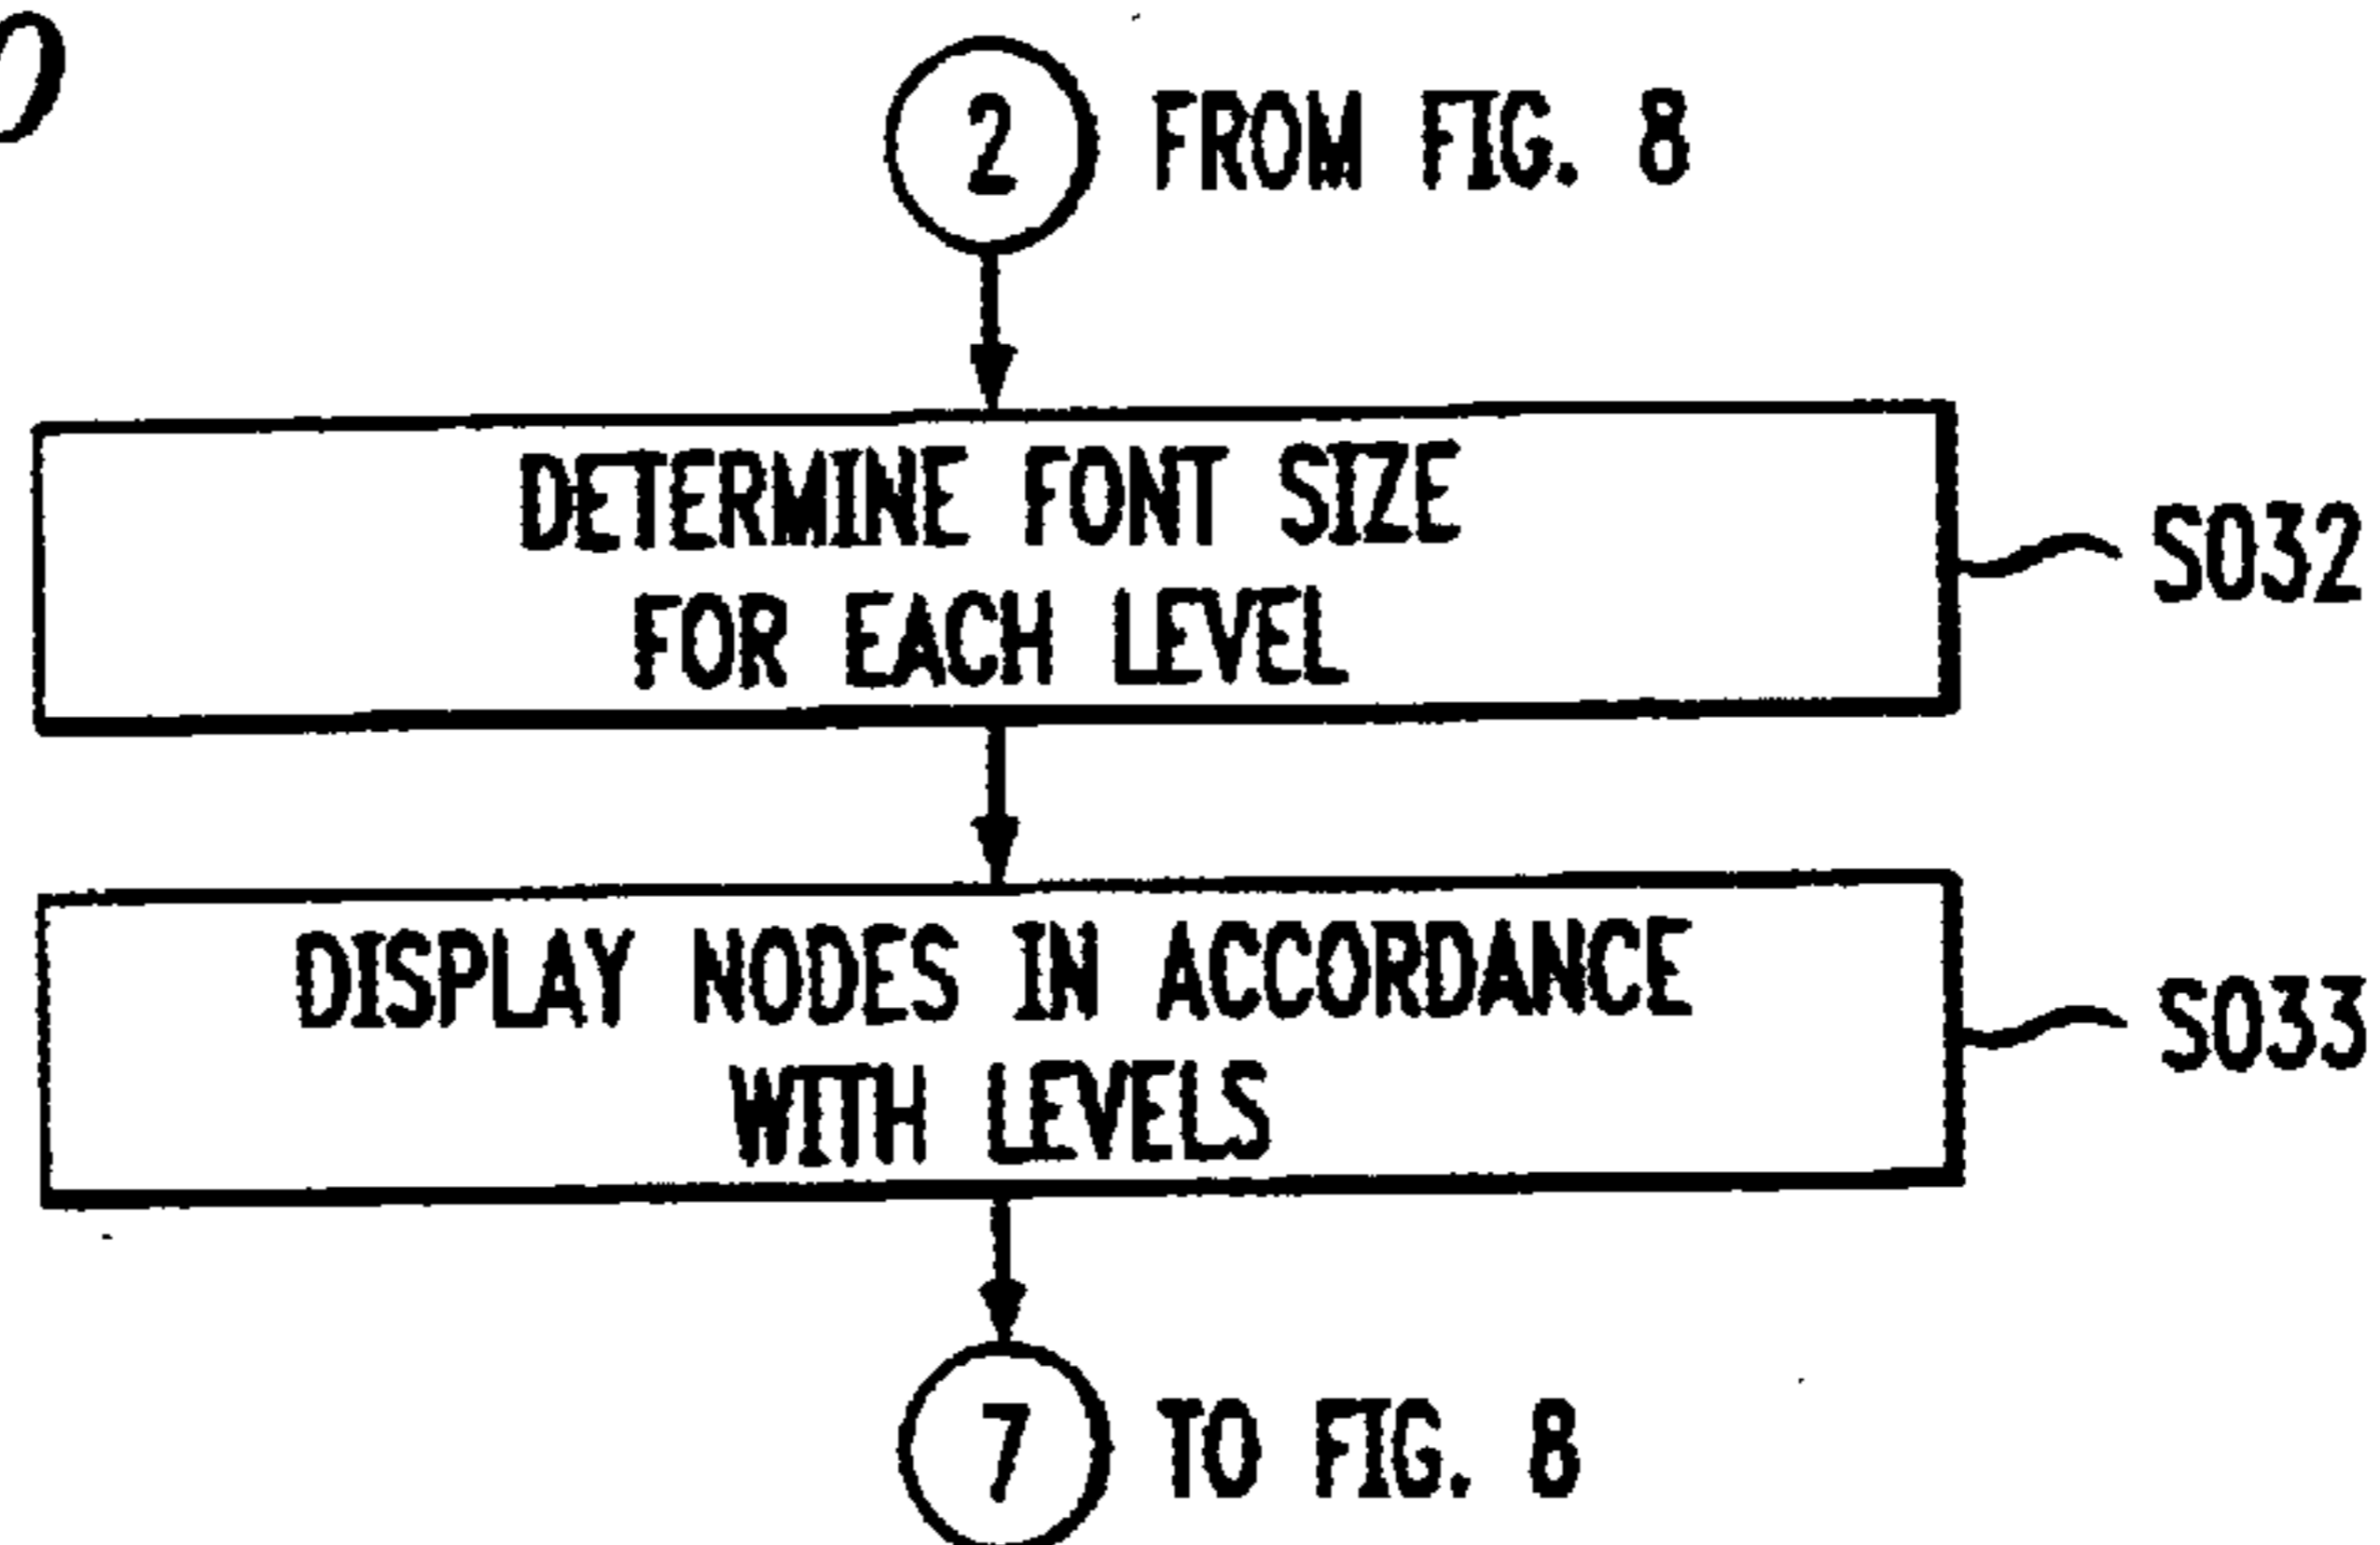 2 FROM FIG. 8
DETERMINE FONT SIZE
FOR EACH LEVEL
S032
DISPLAY NODES IN ACCORDANCE
WITH LEVELS
S033
7 TO FIG. 8